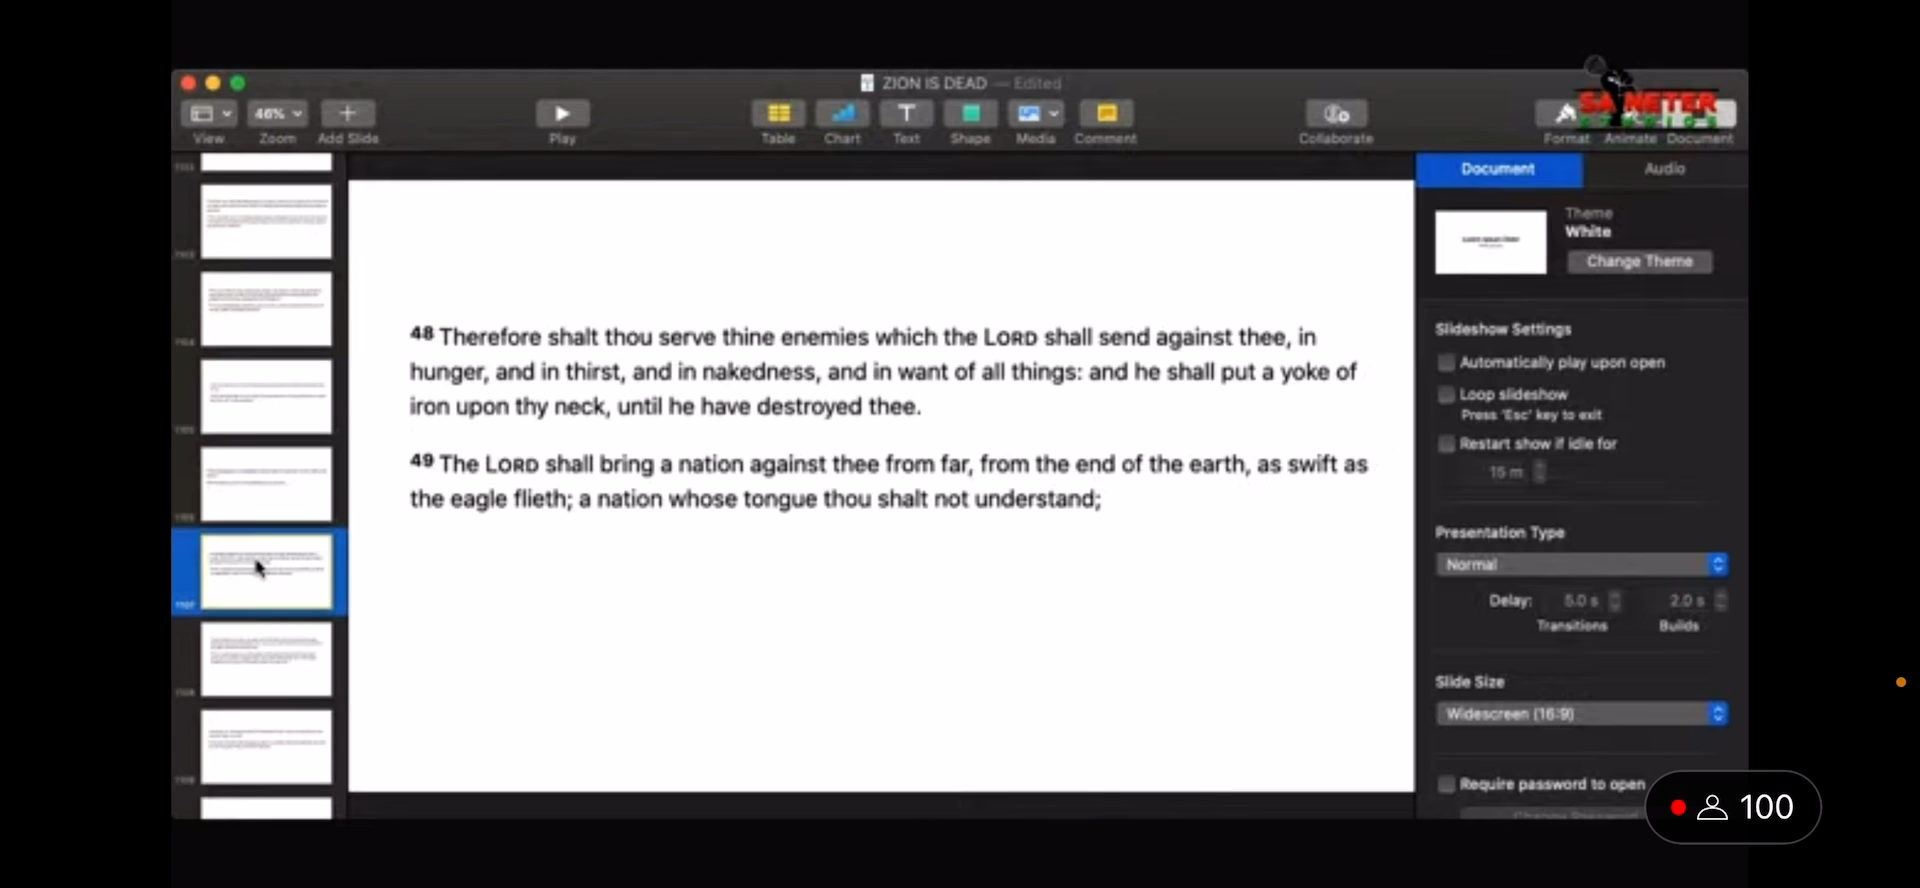 ZION IS DEAD — Edited
SANETER
46%
View Zoom Add Slide Play Table Chart Text Shape Media Comment Collaborate Format Animate Document
Document Audio
Theme
White
Change Theme
48 Therefore shalt thou serve thine enemies which the LORD shall send against thee, in
hunger, and in thirst, and in nakedness, and in want of all things: and he shall put a yoke of
iron upon thy neck, until he have destroyed thee.
49 The LORD shall bring a nation against thee from far, from the end of the earth, as swift as
the eagle flieth; a nation whose tongue thou shalt not understand;
Slideshow Settings
Automatically play upon open
Loop slideshow
Press 'Esc' key to exit
Restart show if idle for
15 m
Presentation Type
Normal
Delay: 5.0 s 2.0 s
Transitions Builds
Slide Size
Widescreen (16:9)
Require password to open
100